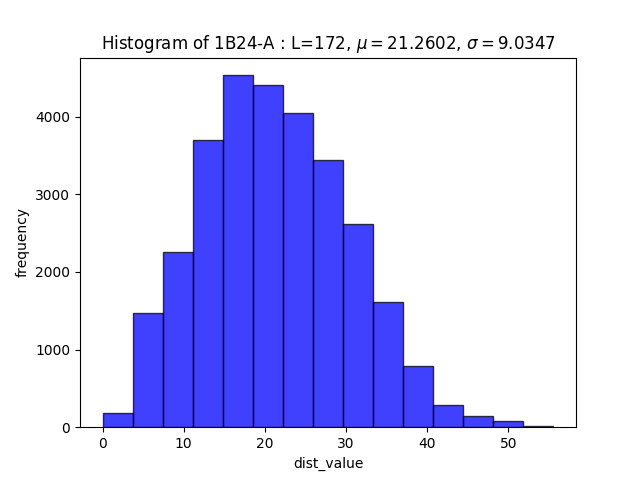 Histogram of 1B24-A : L=172, μ = 21.2602, σ = 9.0347
frequency
4000
3000
2000
1000
0
0 10 20 30 40 50
dist_value